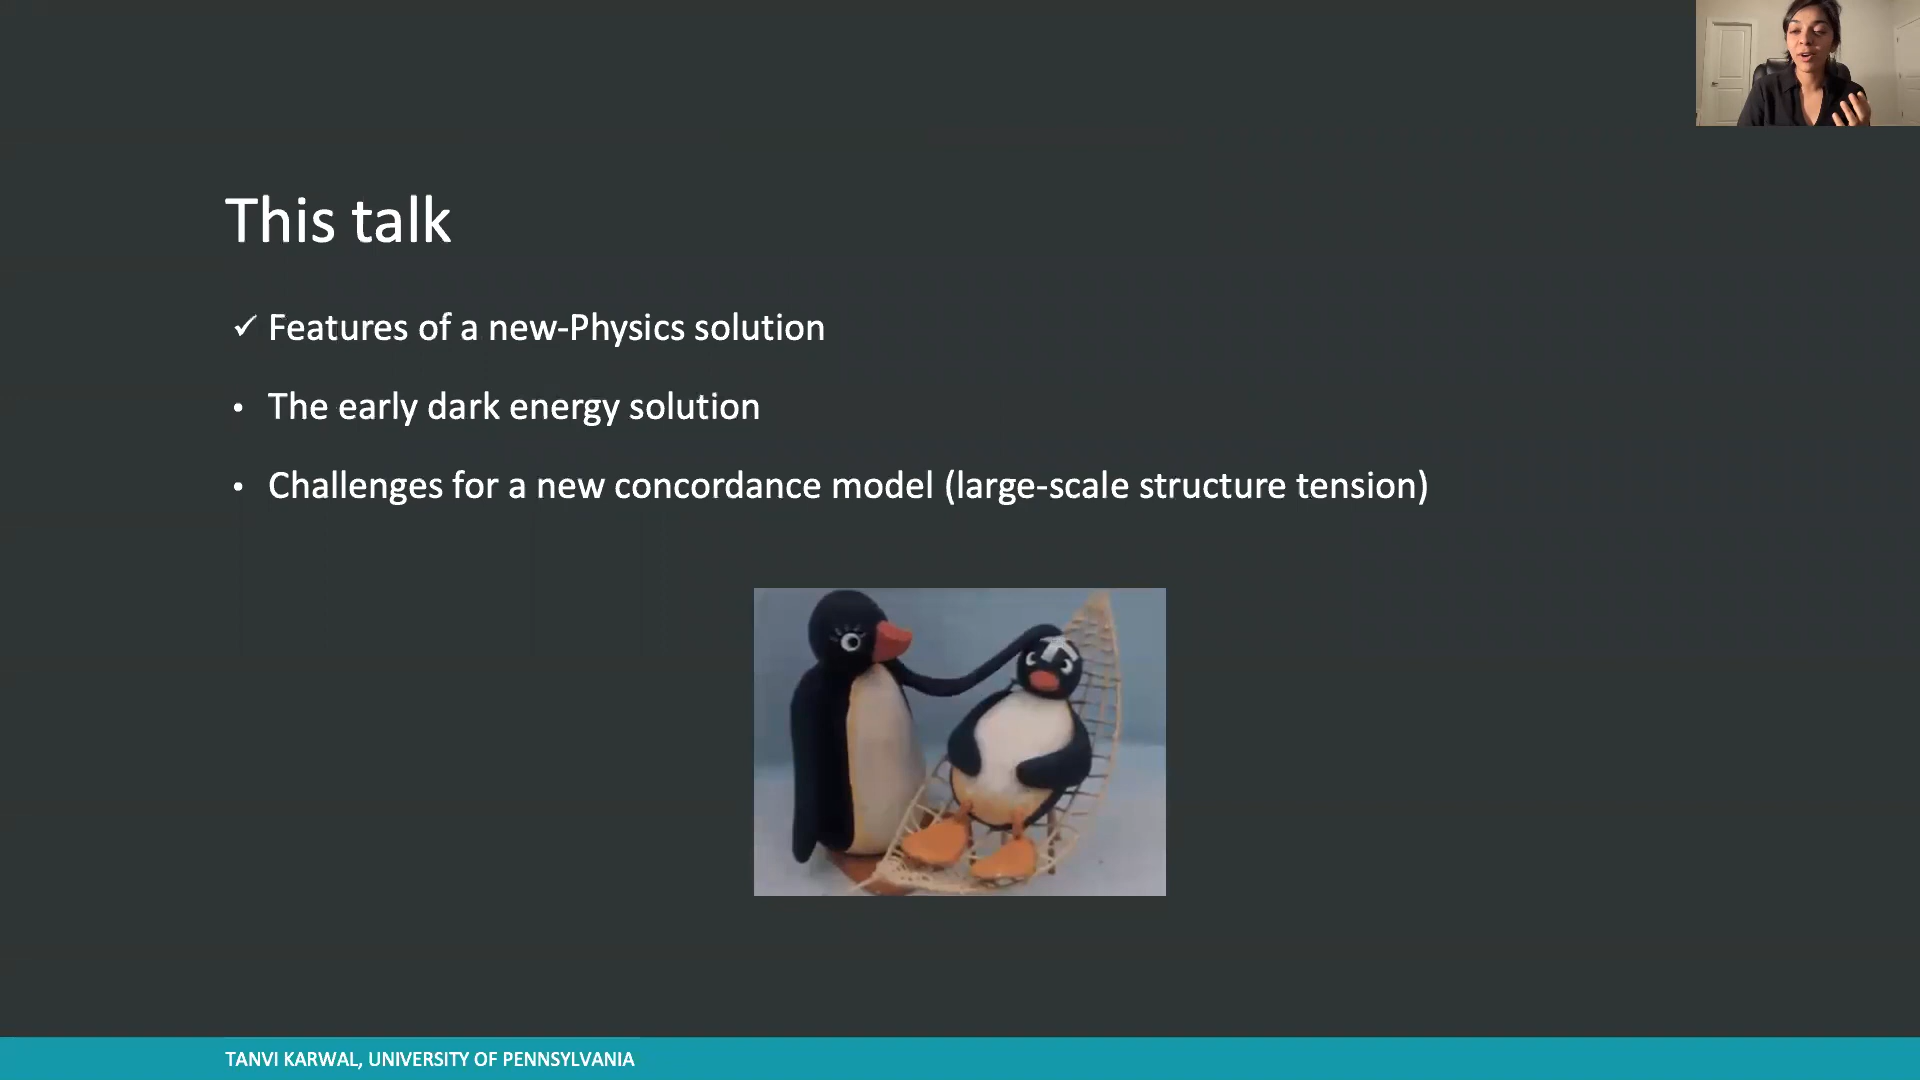 This talk
✓ Features of a new-Physics solution
• The early dark energy solution
• Challenges for a new concordance model (large-scale structure tension)
TANVI KARWAL, UNIVERSITY OF PENNSYLVANIA